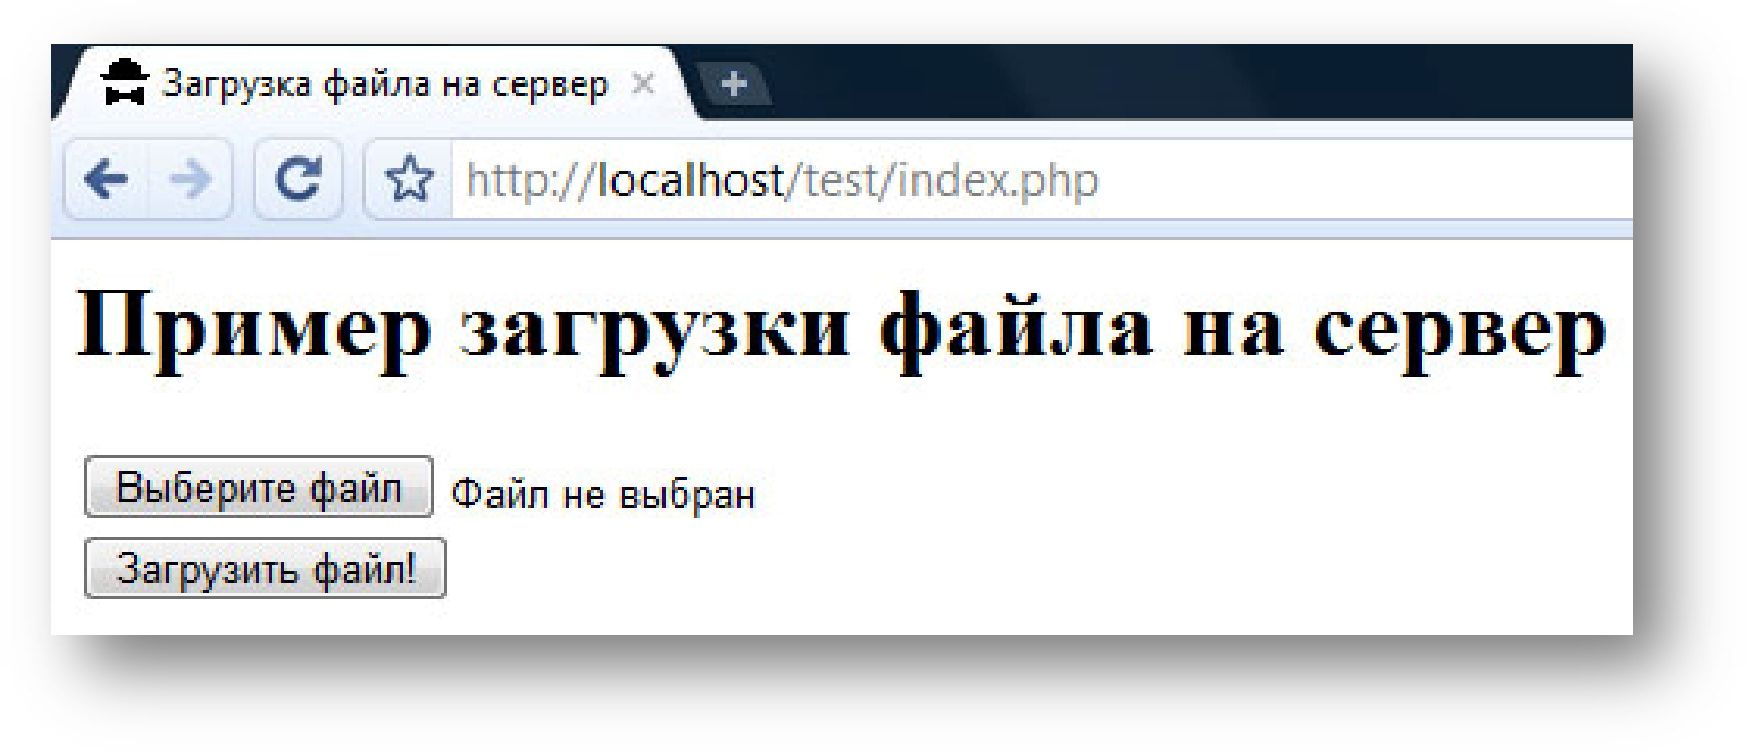 Загрузка файла на сервер
http://localhost/test/index.php
Пример загрузки файла на сервер
Выберите файл Файл не выбран
Загрузить файл!